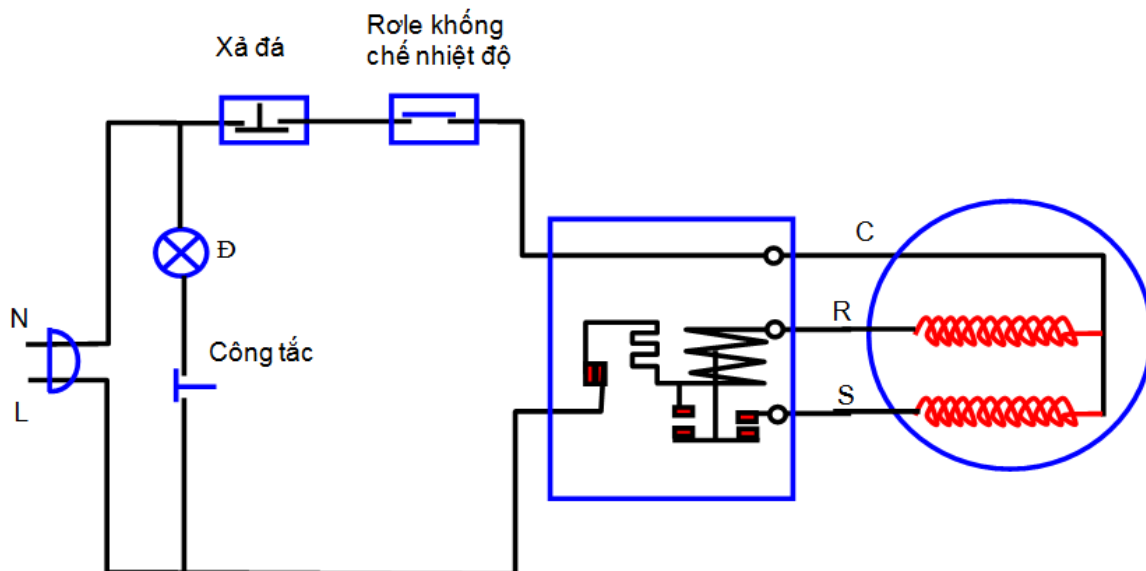 Xả đá
Rơle khống
chế nhiệt độ
Đ
C
N
R
Công tắc
L
S